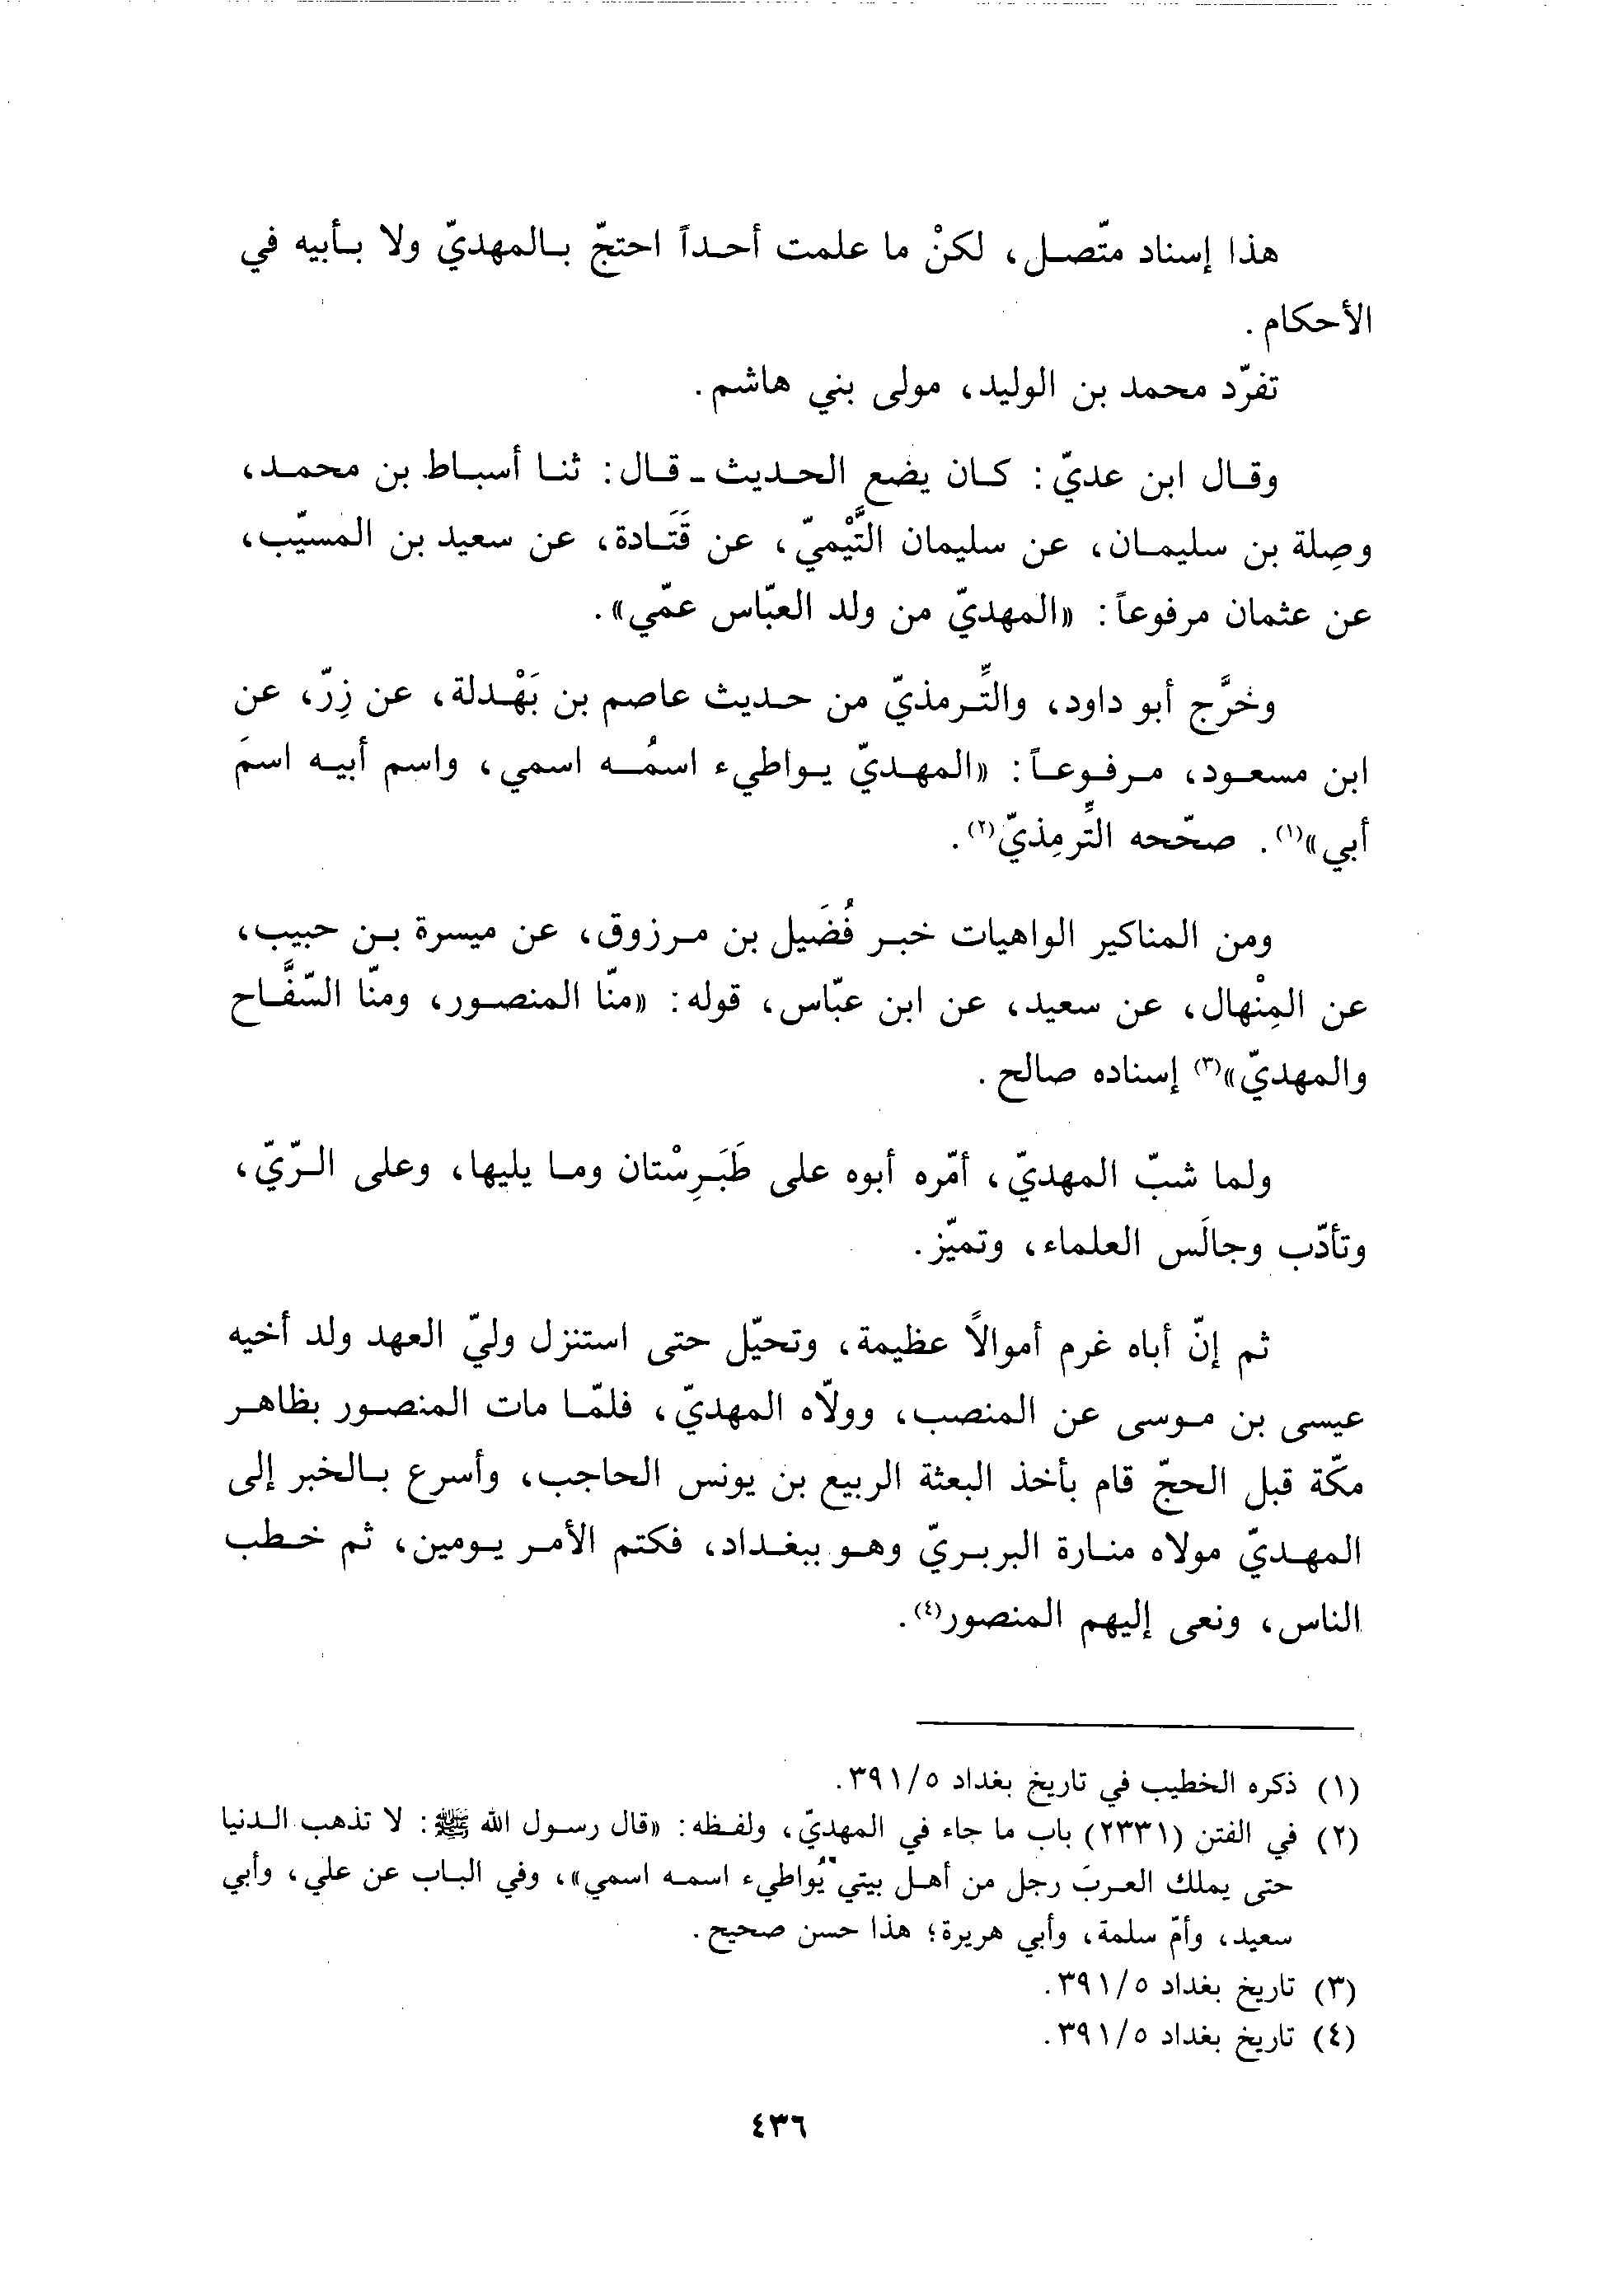 هذا إسناد متّصل، لكنْ ما علمت أحداً احتجّ بالمهديّ ولا بأبيه في
الأحكام.
تفرّد محمد بن الوليد، مولى بني هاشم.
وقال ابن عديّ: كان يضع الحديث - قال: ثنا أسباط بن محمد،
وصِلة بن سليمان، عن سليمان التَّيْميّ، عن قَتَادة، عن سعيد بن المسيّب،
عن عثمان مرفوعاً: «المهديّ من ولد العبّاس عمّي».
وخرَّج أبو داود، والتِّرمذيّ من حديث عاصم بن بَهْدلة، عن زِرّ، عن
ابن مسعود، مرفوعاً: «المهديّ يواطيء اسمُه اسمي، واسم أبيه اسمَ
أبي»(١). صحّحه التِّرمِذيّ(٢).
ومن المناكير الواهيات خبر فُضَيل بن مرزوق، عن ميسرة بن حبيب،
عن المِنْهال، عن سعيد، عن ابن عبّاس، قوله: «منّا المنصور، ومنّا السّفَّاح
والمهديّ»(٣) إسناده صالح.
ولما شبّ المهديّ، أمّره أبوه على طَبَرِسْتان وما يليها، وعلى الرّيّ،
وتأدّب وجالَس العلماء، وتميّز.
ثم إنّ أباه غرم أموالاً عظيمة، وتحيّل حتى استنزل وليّ العهد ولد أخيه
عيسى بن موسى عن المنصب، وولّاه المهديّ، فلمّا مات المنصور بظاهر
مكّة قبل الحجّ قام بأخذ البعثة الربيع بن يونس الحاجب، وأسرع بالخبر إلى
المهديّ مولاه منارة البربريّ وهو ببغداد، فكتم الأمر يومين، ثم خطب
الناس، ونعى إليهم المنصور(٤).
(١) ذكره الخطيب في تاريخ بغداد ٣٩١/٥.
(٢) في الفتن (٢٣٣١) باب ما جاء في المهديّ، ولفظه: «قال رسول الله ﷺ: لا تذهب الدنيا
حتى يملك العربَ رجل من أهل بيتي يُواطيء اسمه اسمي»، وفي الباب عن علي، وأبي
سعيد، وأمّ سلمة، وأبي هريرة؛ هذا حسن صحيح.
(٣) تاريخ بغداد ٣٩١/٥.
(٤) تاريخ بغداد ٣٩١/٥.
٤٣٦